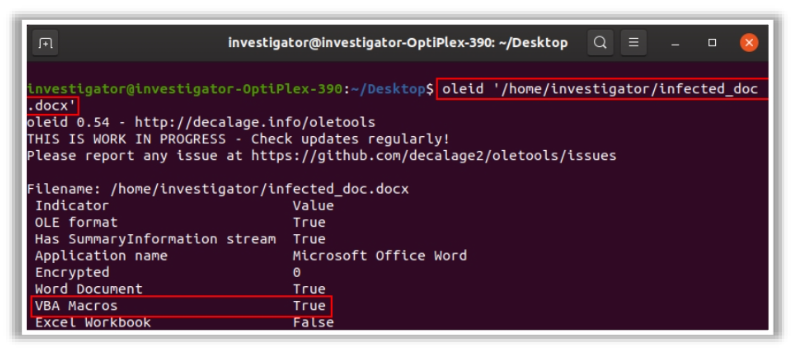 investigator@investigator-OptiPlex-390: ~/Desktop
investigator@investigator-OptiPlex-390:~/Desktop$ oleid '/home/investigator/infected_doc
.docx'
oleid 0.54 - http://decalage.info/oletools
THIS IS WORK IN PROGRESS - Check updates regularly!
Please report any issue at https://github.com/decalage2/oletools/issues
Filename: /home/investigator/infected_doc.docx
Indicator Value
OLE format True
Has SummaryInformation stream True
Application name Microsoft Office Word
Encrypted 0
Word Document True
VBA Macros True
Excel Workbook False